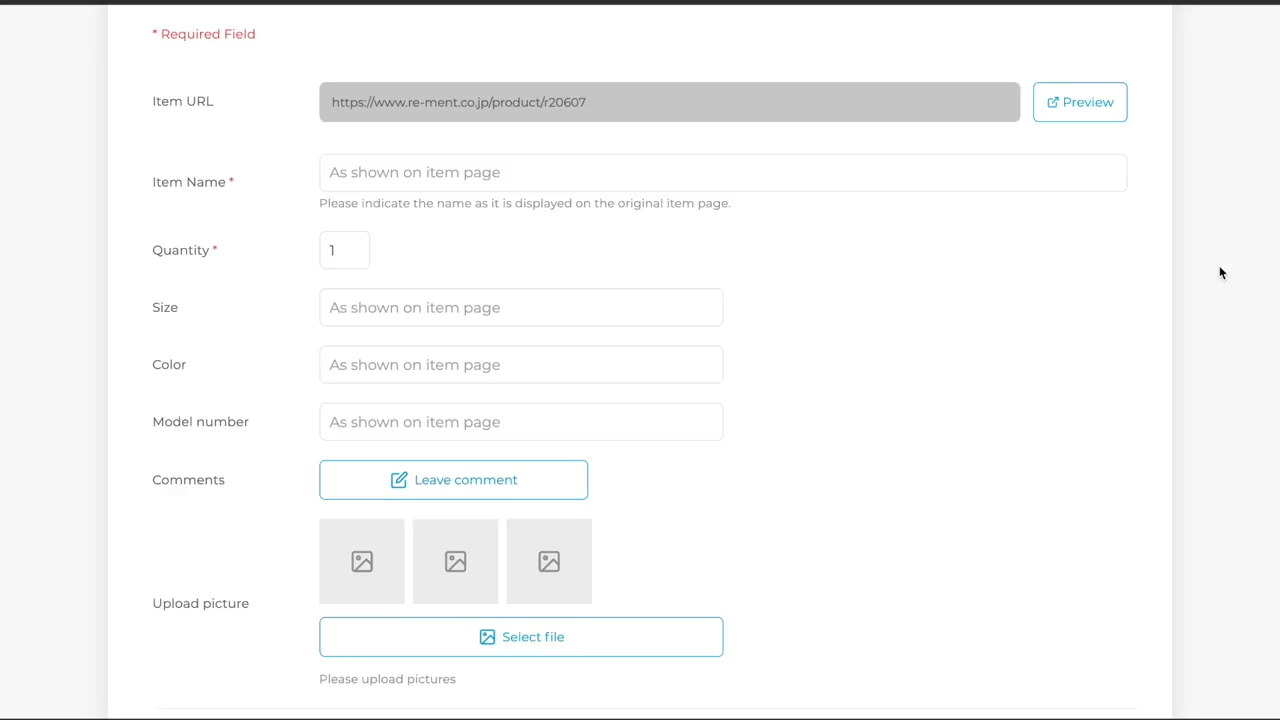 * Required Field
Item URL
https://www.re-ment.co.jp/product/r20607
Preview
Item Name *
As shown on item page
Please indicate the name as it is displayed on the original item page.
Quantity *
1
Size
As shown on item page
Color
As shown on item page
Model number
As shown on item page
Comments
Leave comment
Upload picture
Select file
Please upload pictures